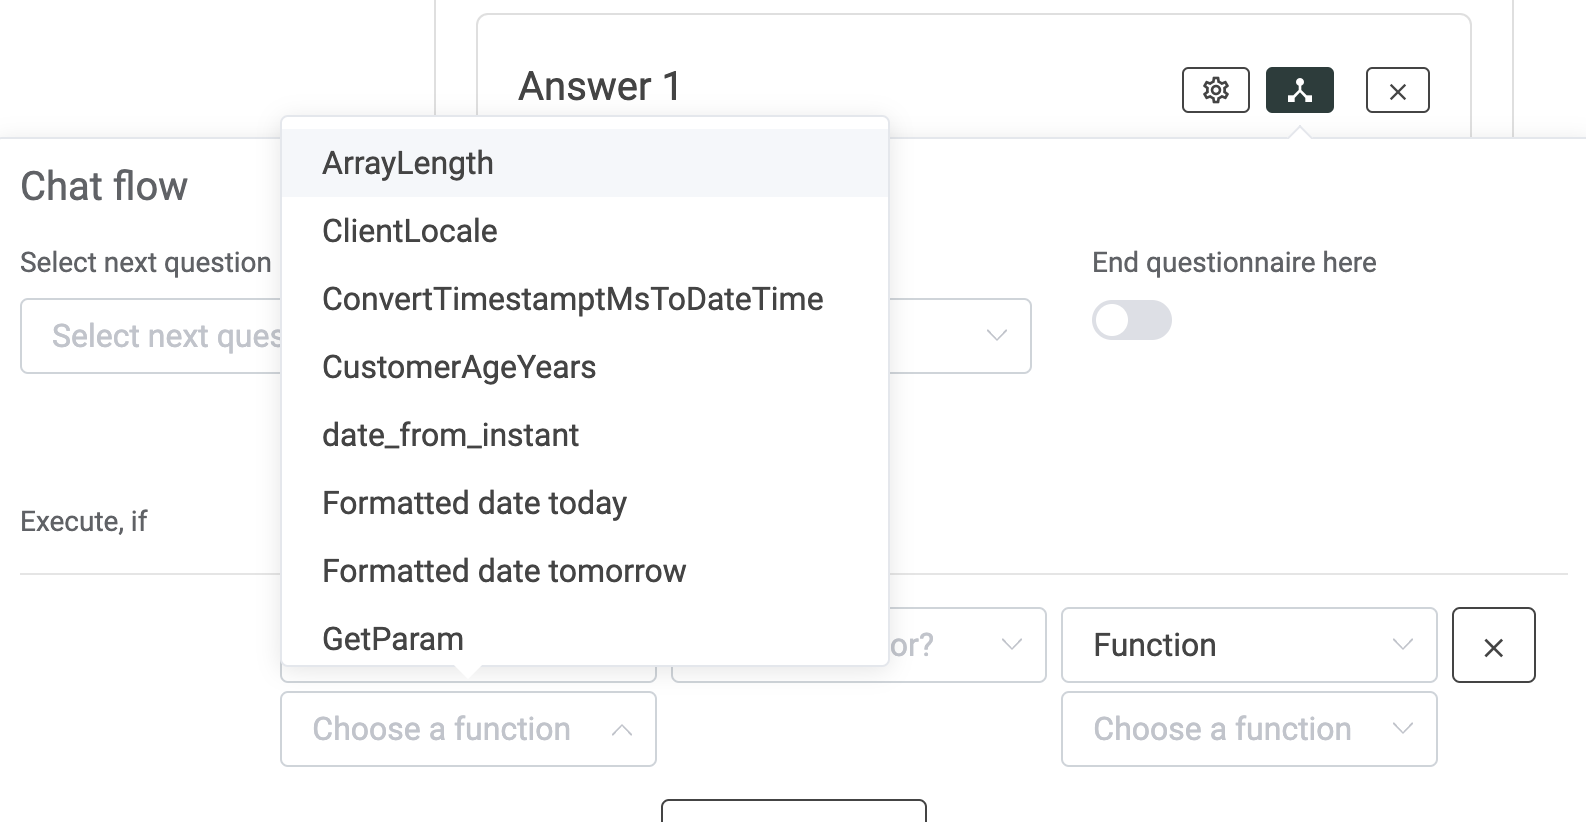 Answer 1
Chat flow
Select next question
Select next ques
End questionnaire here
ArrayLength
ClientLocale
ConvertTimestamptMsToDateTime
CustomerAgeYears
date_from_instant
Formatted date today
Formatted date tomorrow
GetParam
Execute, if
or?
Function
Choose a function
Choose a function